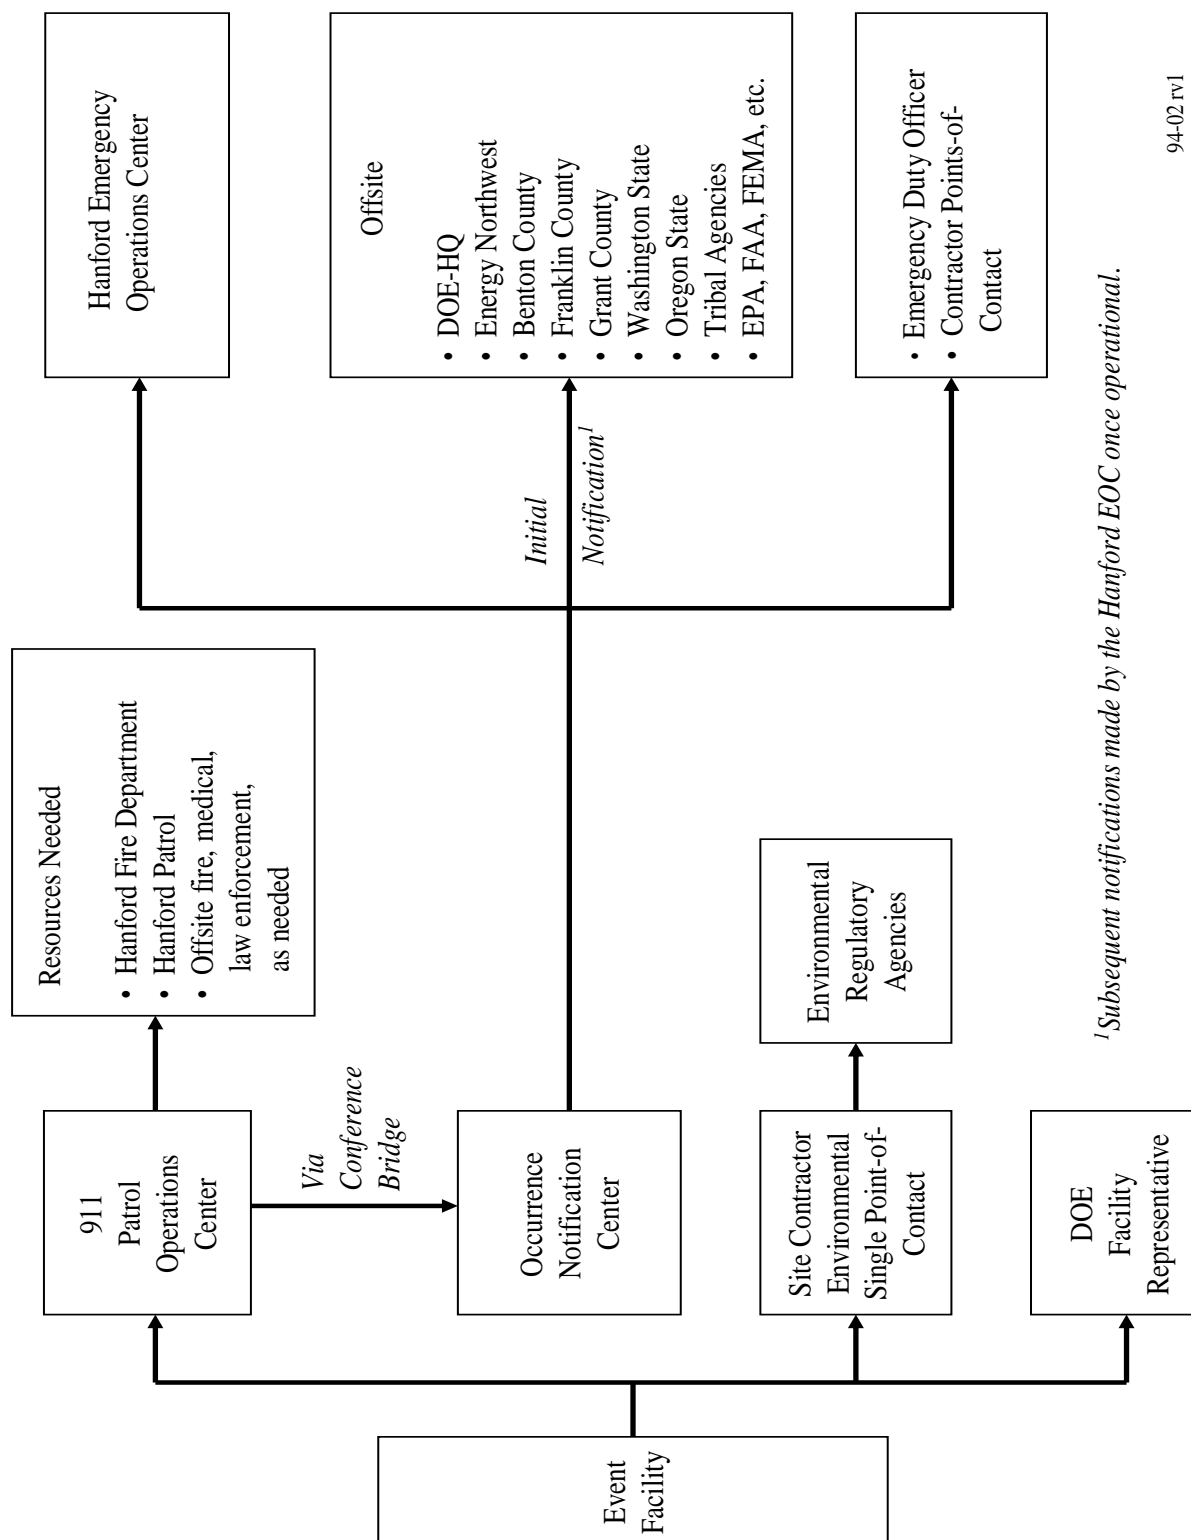 Event
Facility
911
Patrol
Operations
Center
Via
Conference
Bridge
Occurrence
Notification
Center
Site Contractor
Environmental
Single Point-of-
Contact
DOE
Facility
Representative
Resources Needed
• Hanford Fire Department
• Hanford Patrol
• Offsite fire, medical,
law enforcement,
as needed
Environmental
Regulatory
Agencies
Initial
Notification¹
Hanford Emergency
Operations Center
Offsite
• DOE-HQ
• Energy Northwest
• Benton County
• Franklin County
• Grant County
• Washington State
• Oregon State
• Tribal Agencies
• EPA, FAA, FEMA, etc.
• Emergency Duty Officer
• Contractor Points-of-
Contact
¹Subsequent notifications made by the Hanford EOC once operational.
94-02 rv1